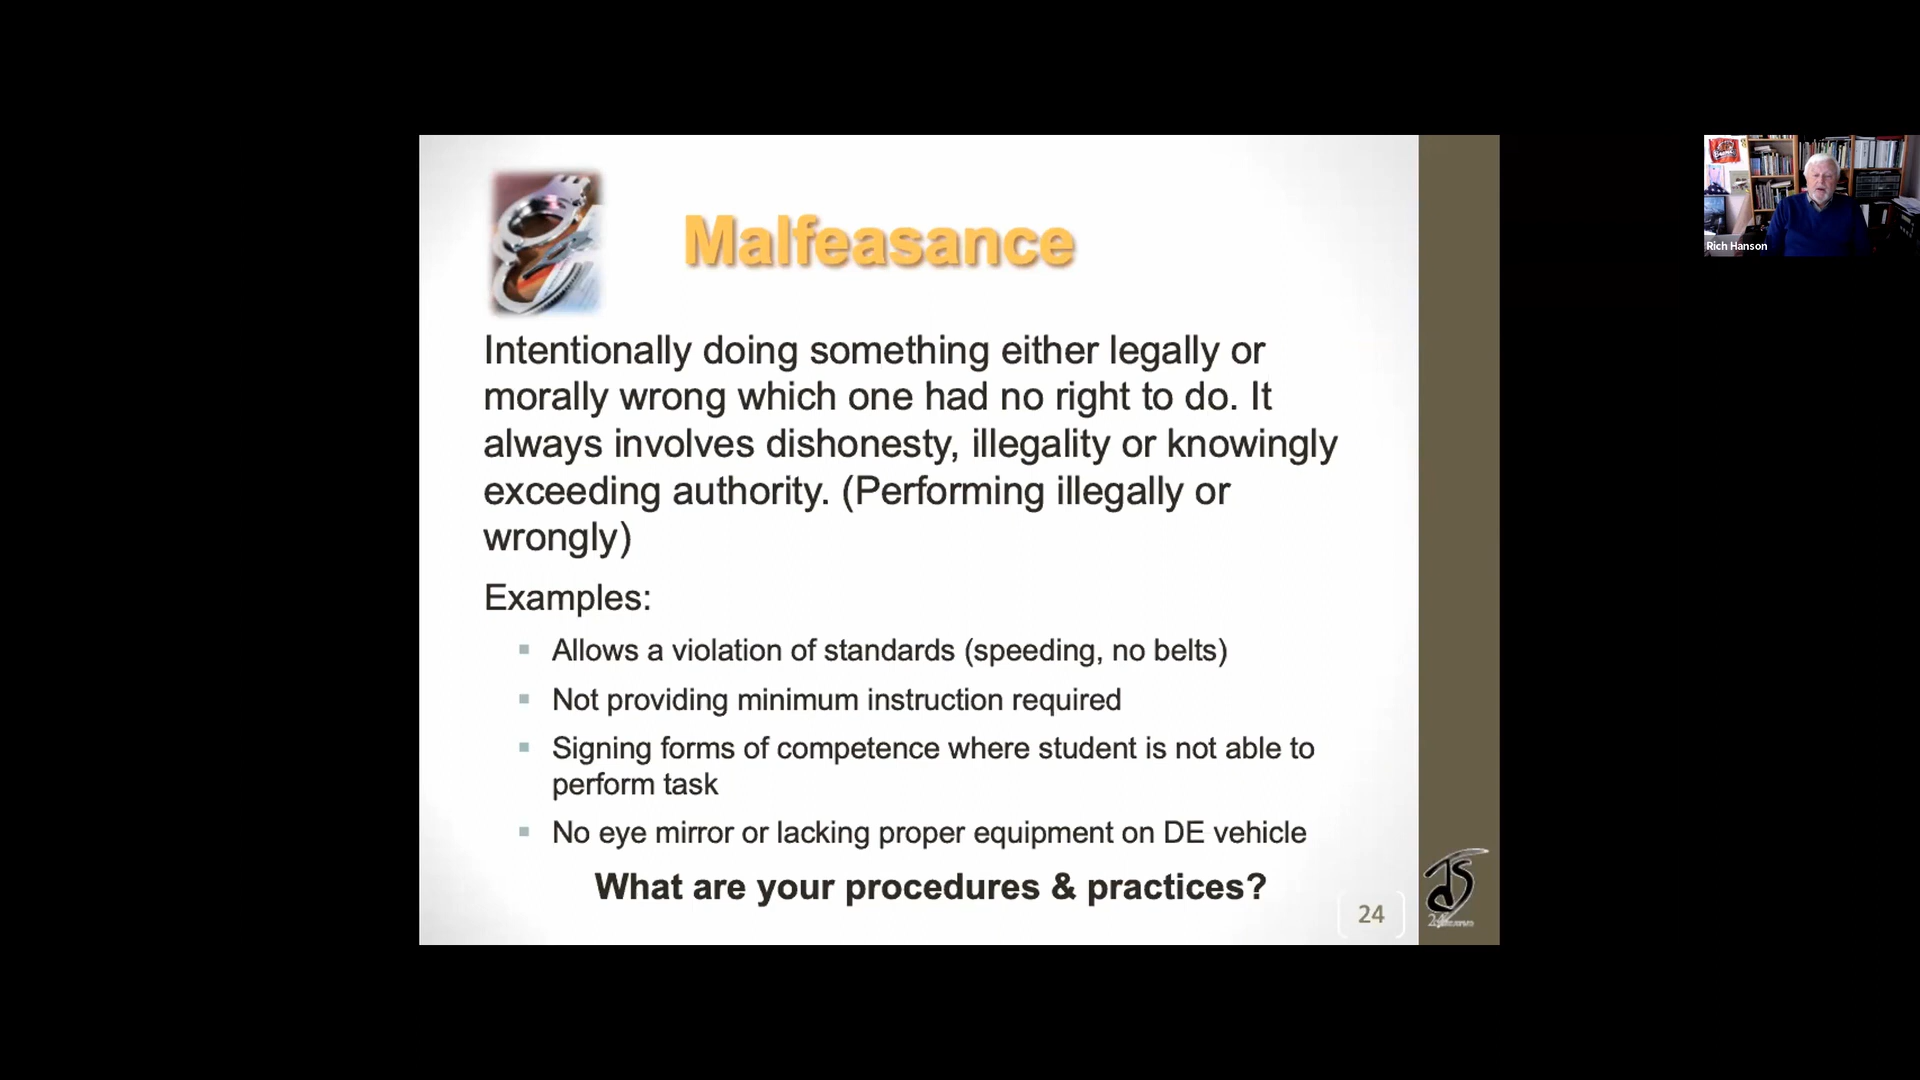 Malfeasance
Intentionally doing something either legally or
morally wrong which one had no right to do. It
always involves dishonesty, illegality or knowingly
exceeding authority. (Performing illegally or
wrongly)
Examples:
Allows a violation of standards (speeding, no belts)
Not providing minimum instruction required
Signing forms of competence where student is not able to
perform task
No eye mirror or lacking proper equipment on DE vehicle
What are your procedures & practices?
24
Rich Hanson